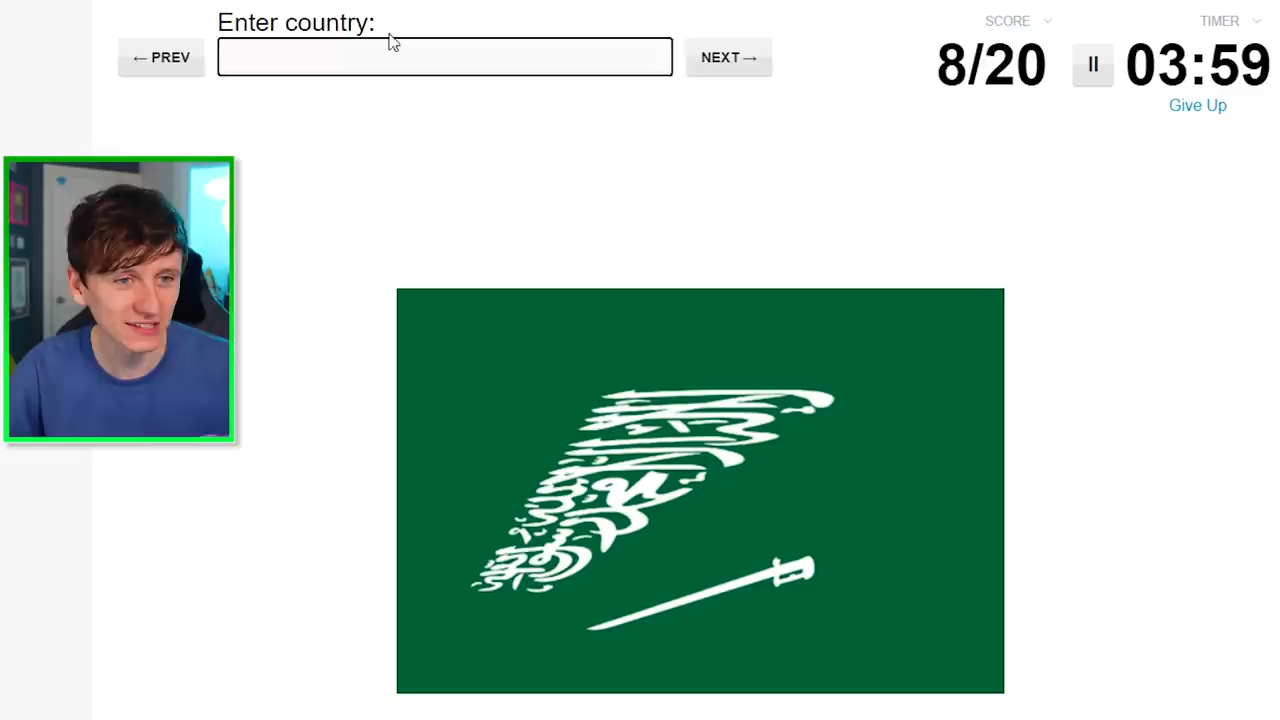 Enter country:
← PREV
NEXT →
SCORE
8/20
TIMER
03:59
Give Up